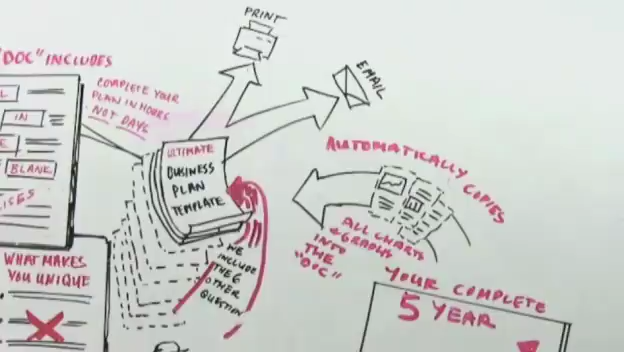 PRINT
EMAIL
"DOC" INCLUDES
COMPLETE YOUR
PLAN IN HOURS
NOT DAYS
IN
BLANK
ULTIMATE
BUSINESS
PLAN
TEMPLATE
AUTOMATICALLY COPIES
ALL CHARTS
& GRAPHS
INTO
THE
"DOC"
WE
INCLUDE
THE 6
OTHER
QUESTION
WHAT MAKES
YOU UNIQUE
YOUR COMPLETE
5 YEAR